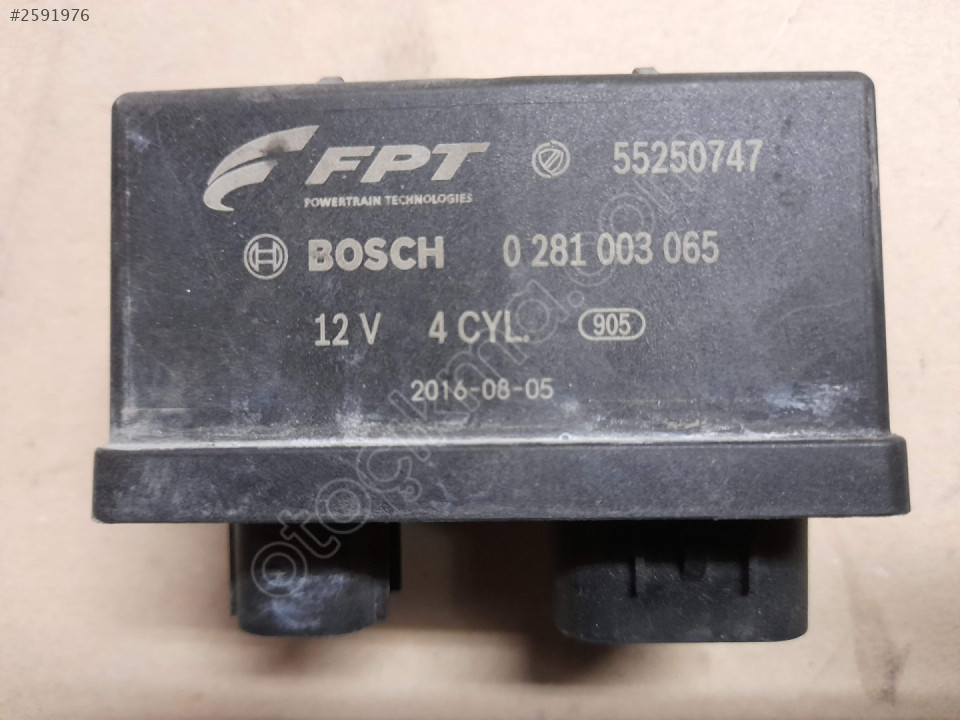 #2591976
FPT 55250747
POWERTRAIN TECHNOLOGIES
BOSCH 0 281 003 065
12 V 4 CYL. 905
2016-08-05
otoçıkma.com